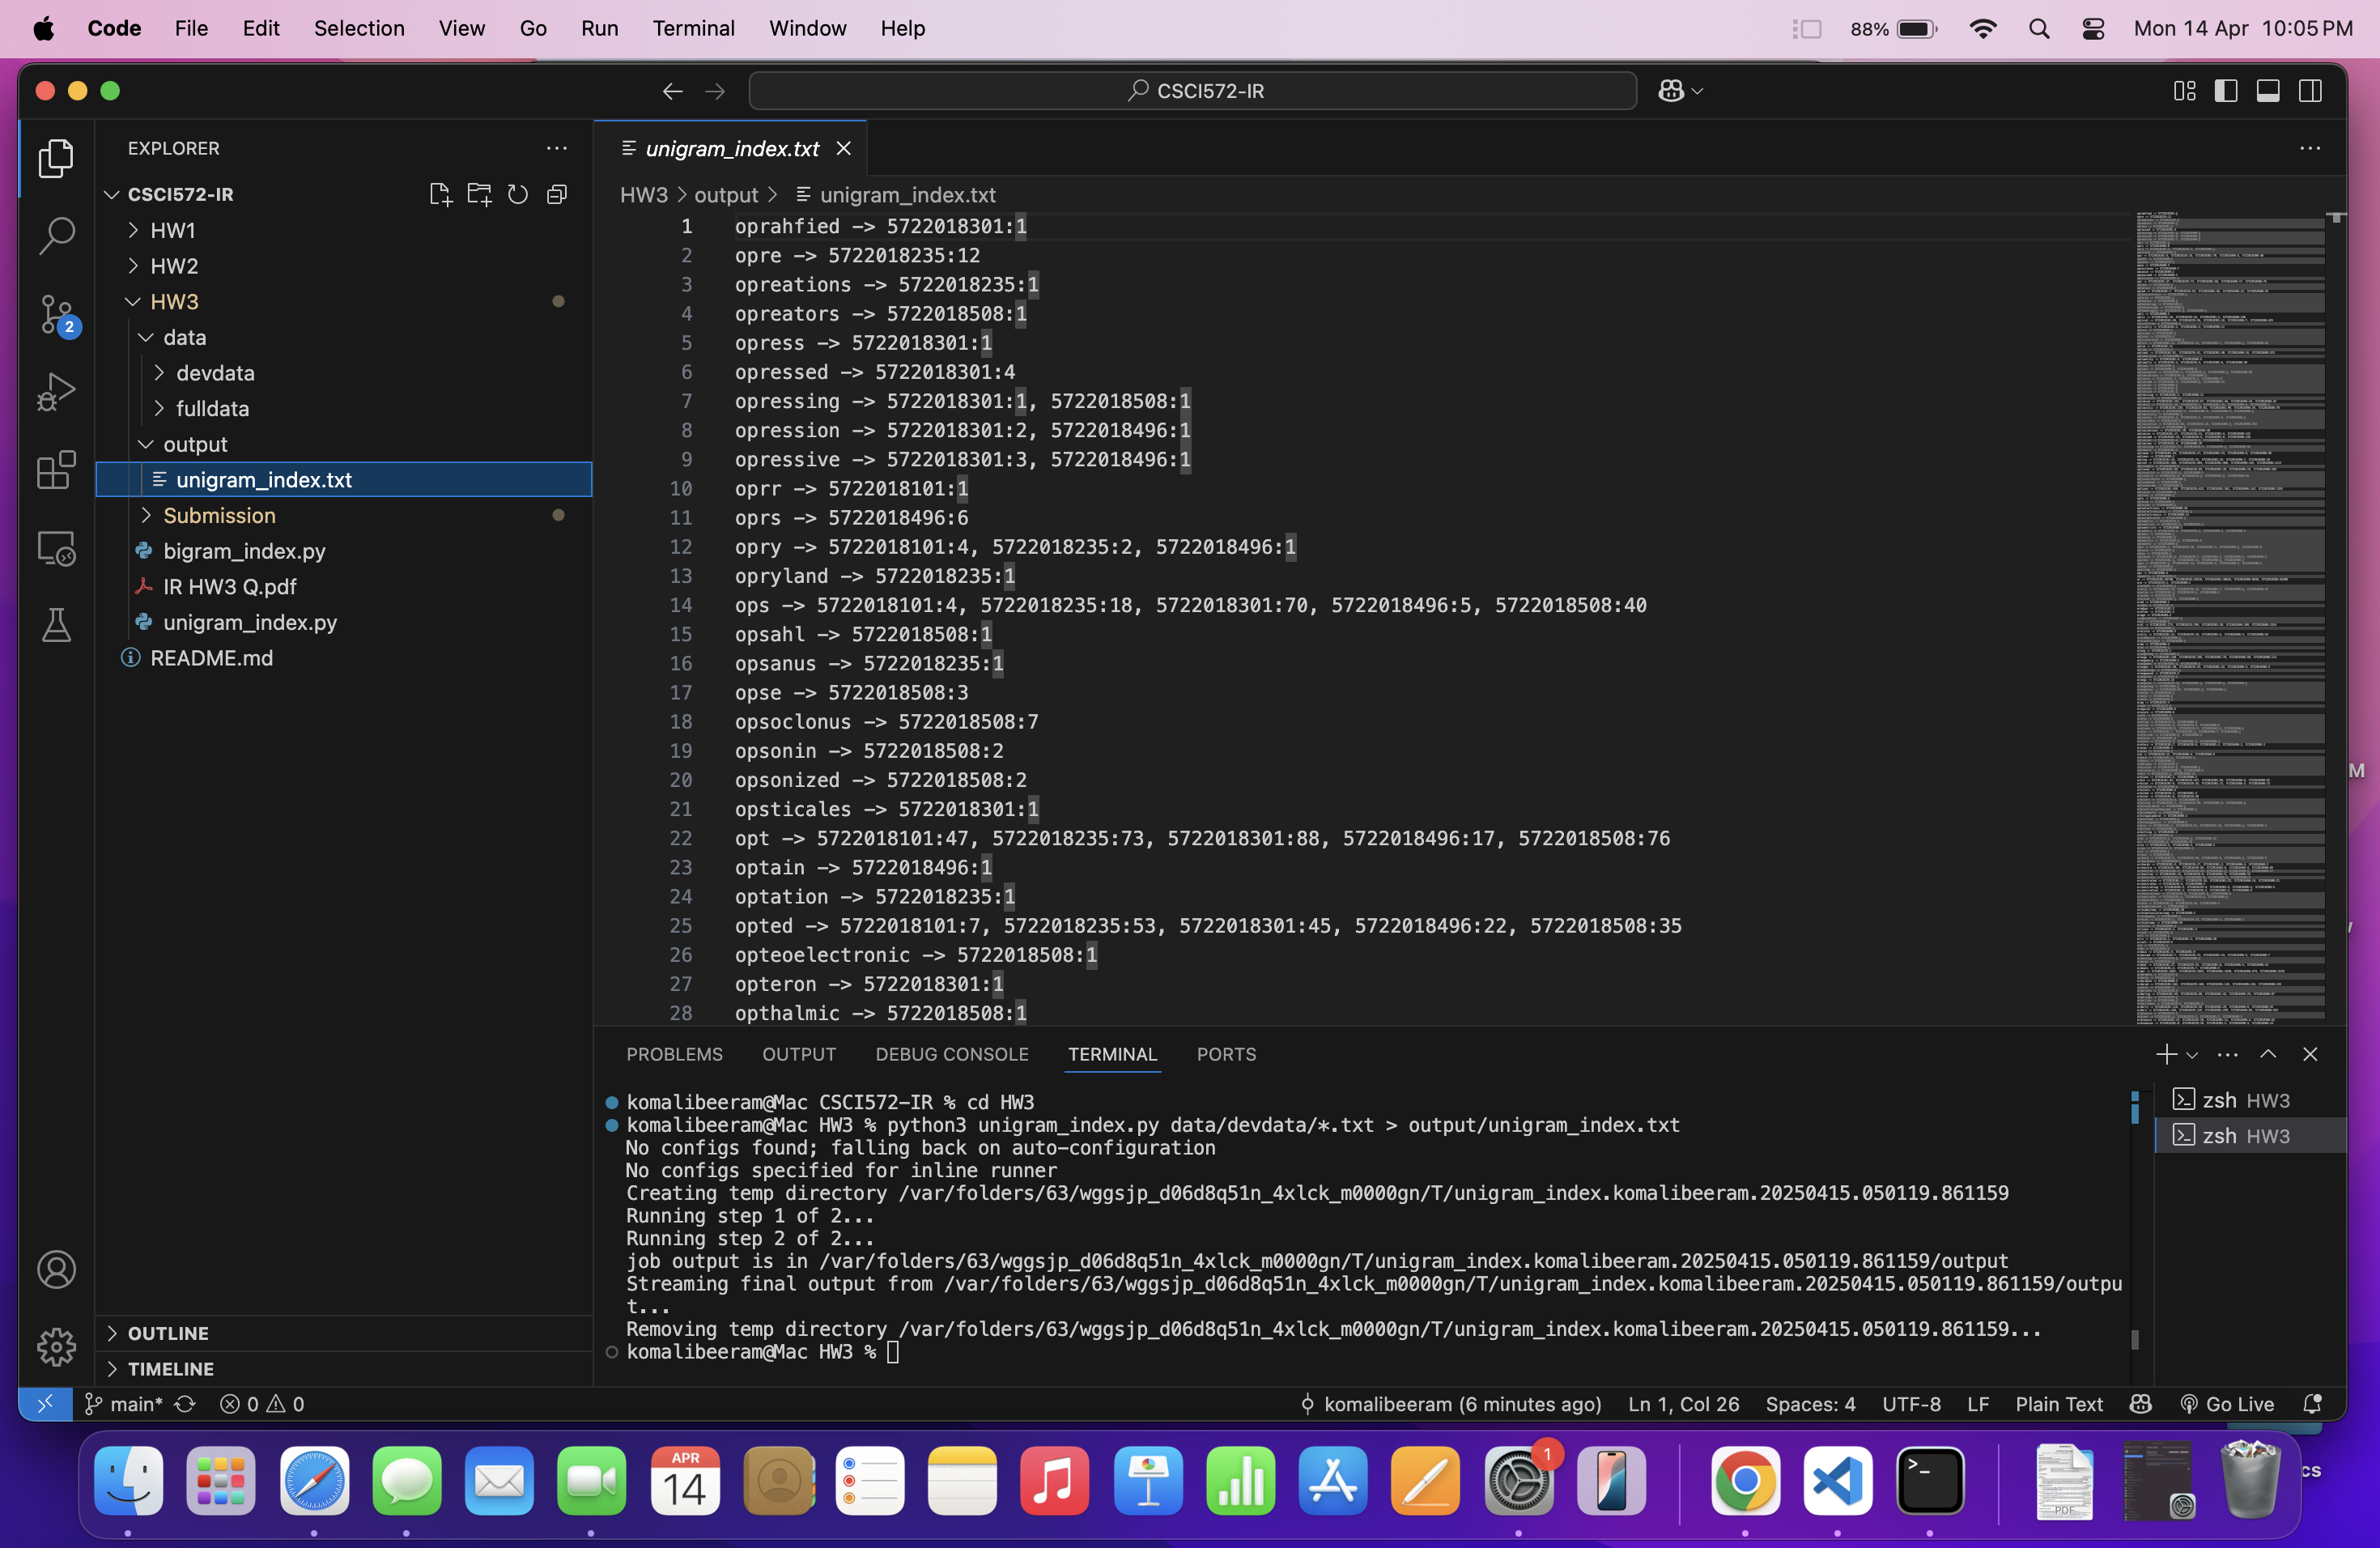 Code File Edit Selection View Go Run Terminal Window Help 88% Mon 14 Apr 10:05 PM
CSCI572-IR
EXPLORER
CSCI572-IR
HW1
HW2
HW3
data
devdata
fulldata
output
unigram_index.txt
Submission
bigram_index.py
IR HW3 Q.pdf
unigram_index.py
README.md
OUTLINE
TIMELINE
2
unigram_index.txt
HW3 > output > unigram_index.txt
1 oprahfied -> 5722018301:1
2 opre -> 5722018235:12
3 opreations -> 5722018235:1
4 opreators -> 5722018508:1
5 opress -> 5722018301:1
6 opressed -> 5722018301:4
7 opressing -> 5722018301:1, 5722018508:1
8 opression -> 5722018301:2, 5722018496:1
9 opressive -> 5722018301:3, 5722018496:1
10 oprr -> 5722018101:1
11 oprs -> 5722018496:6
12 opry -> 5722018101:4, 5722018235:2, 5722018496:1
13 opryland -> 5722018235:1
14 ops -> 5722018101:4, 5722018235:18, 5722018301:70, 5722018496:5, 5722018508:40
15 opsahl -> 5722018508:1
16 opsanus -> 5722018235:1
17 opse -> 5722018508:3
18 opsoclonus -> 5722018508:7
19 opsonin -> 5722018508:2
20 opsonized -> 5722018508:2
21 opsticales -> 5722018301:1
22 opt -> 5722018101:47, 5722018235:73, 5722018301:88, 5722018496:17, 5722018508:76
23 optain -> 5722018496:1
24 optation -> 5722018235:1
25 opted -> 5722018101:7, 5722018235:53, 5722018301:45, 5722018496:22, 5722018508:35
26 opteoelectronic -> 5722018508:1
27 opteron -> 5722018301:1
28 opthalmic -> 5722018508:1
PROBLEMS OUTPUT DEBUG CONSOLE TERMINAL PORTS
komalibeeram@Mac CSCI572-IR % cd HW3
komalibeeram@Mac HW3 % python3 unigram_index.py data/devdata/*.txt > output/unigram_index.txt
No configs found; falling back on auto-configuration
No configs specified for inline runner
Creating temp directory /var/folders/63/wggsjp_d06d8q51n_4xlck_m0000gn/T/unigram_index.komalibeeram.20250415.050119.861159
Running step 1 of 2...
Running step 2 of 2...
job output is in /var/folders/63/wggsjp_d06d8q51n_4xlck_m0000gn/T/unigram_index.komalibeeram.20250415.050119.861159/output
Streaming final output from /var/folders/63/wggsjp_d06d8q51n_4xlck_m0000gn/T/unigram_index.komalibeeram.20250415.050119.861159/outpu
t...
Removing temp directory /var/folders/63/wggsjp_d06d8q51n_4xlck_m0000gn/T/unigram_index.komalibeeram.20250415.050119.861159...
komalibeeram@Mac HW3 %
zsh HW3
zsh HW3
main* 0 0 komalibeeram (6 minutes ago) Ln 1, Col 26 Spaces: 4 UTF-8 LF Plain Text Go Live
APR
14
1
PDF
M
cs